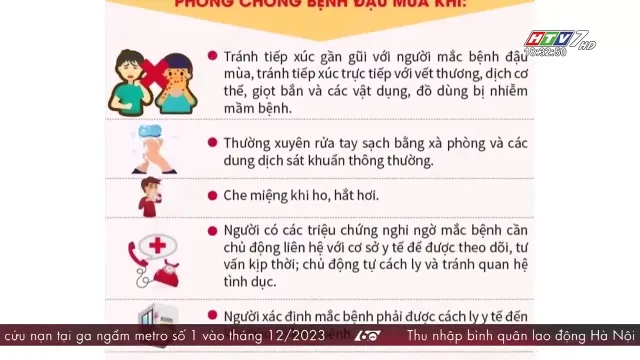 PHÒNG CHỐNG BỆNH ĐẬU MÙA KHỈ:
HTV7 HD
18:32:50
Tránh tiếp xúc gần gũi với người mắc bệnh đậu
mùa, tránh tiếp xúc trực tiếp với vết thương, dịch cơ
thể, giọt bắn và các vật dụng, đồ dùng bị nhiễm
mầm bệnh.
Thường xuyên rửa tay sạch bằng xà phòng và các
dung dịch sát khuẩn thông thường.
Che miệng khi ho, hắt hơi.
Người có các triệu chứng nghi ngờ mắc bệnh cần
chủ động liên hệ với cơ sở y tế để được theo dõi, tư
vấn kịp thời; chủ động tự cách ly và tránh quan hệ
tình dục.
Người xác định mắc bệnh phải được cách ly y tế đến
cứu nạn tại ga ngầm metro số 1 vào tháng 12/2023 60 Thu nhập bình quân lao động Hà Nội